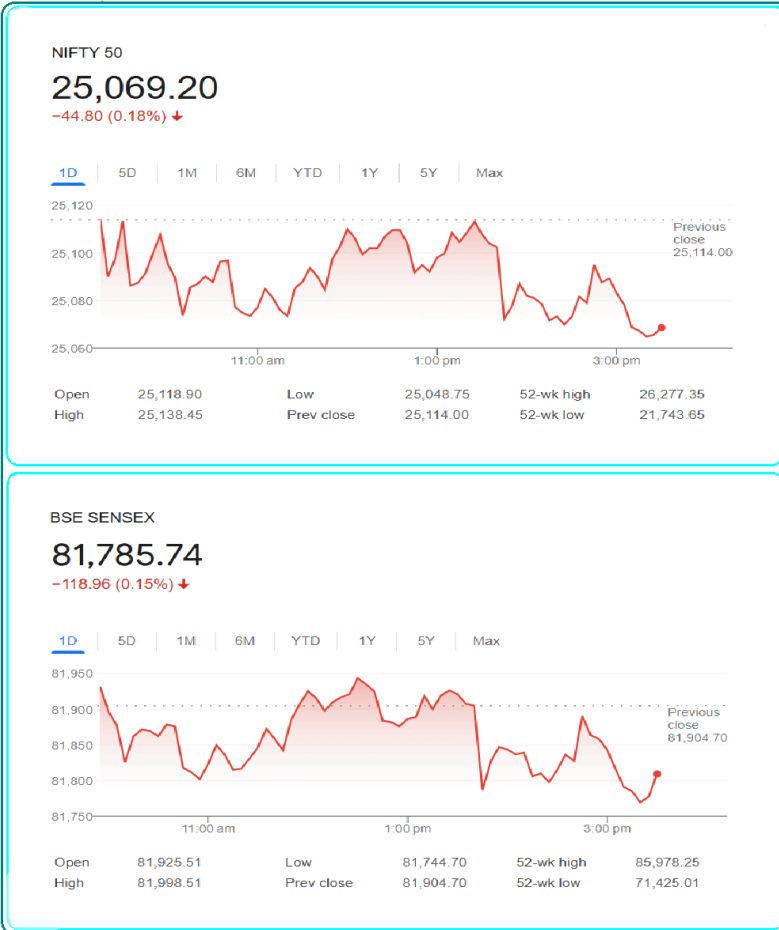 NIFTY 50
25,069.20
−44.80 (0.18%)
1D 5D 1M 6M YTD 1Y 5Y Max
25,120
Previous
close
25,114.00
25,100
25,080
25,060
11:00 am 1:00 pm 3:00 pm
Open 25,118.90 Low 25,048.75 52-wk high 26,277.35
High 25,138.45 Prev close 25,114.00 52-wk low 21,743.65
BSE SENSEX
81,785.74
−118.96 (0.15%)
1D 5D 1M 6M YTD 1Y 5Y Max
81,950
81,900
Previous
close
81,904.70
81,850
81,800
81,750
11:00 am 1:00 pm 3:00 pm
Open 81,925.51 Low 81,744.70 52-wk high 85,978.25
High 81,998.51 Prev close 81,904.70 52-wk low 71,425.01